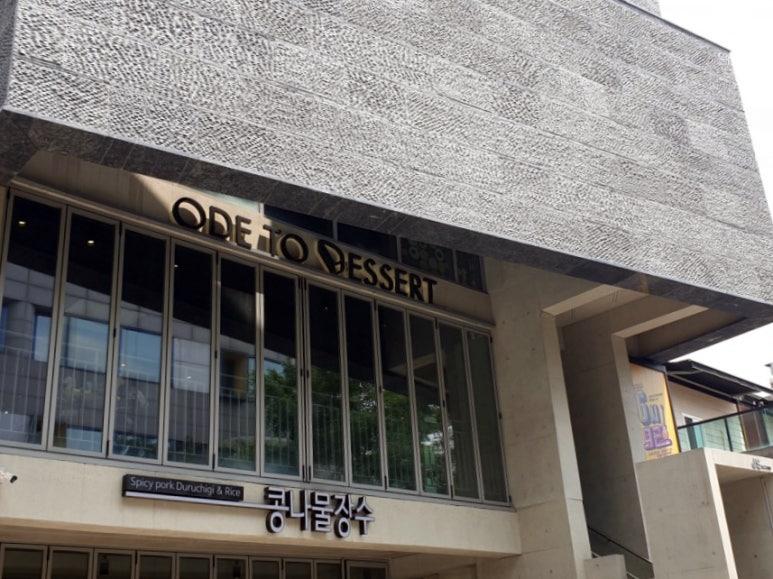 ODE TO DESSERT
Spicy pork Duruchigi & Rice
콩나물장수